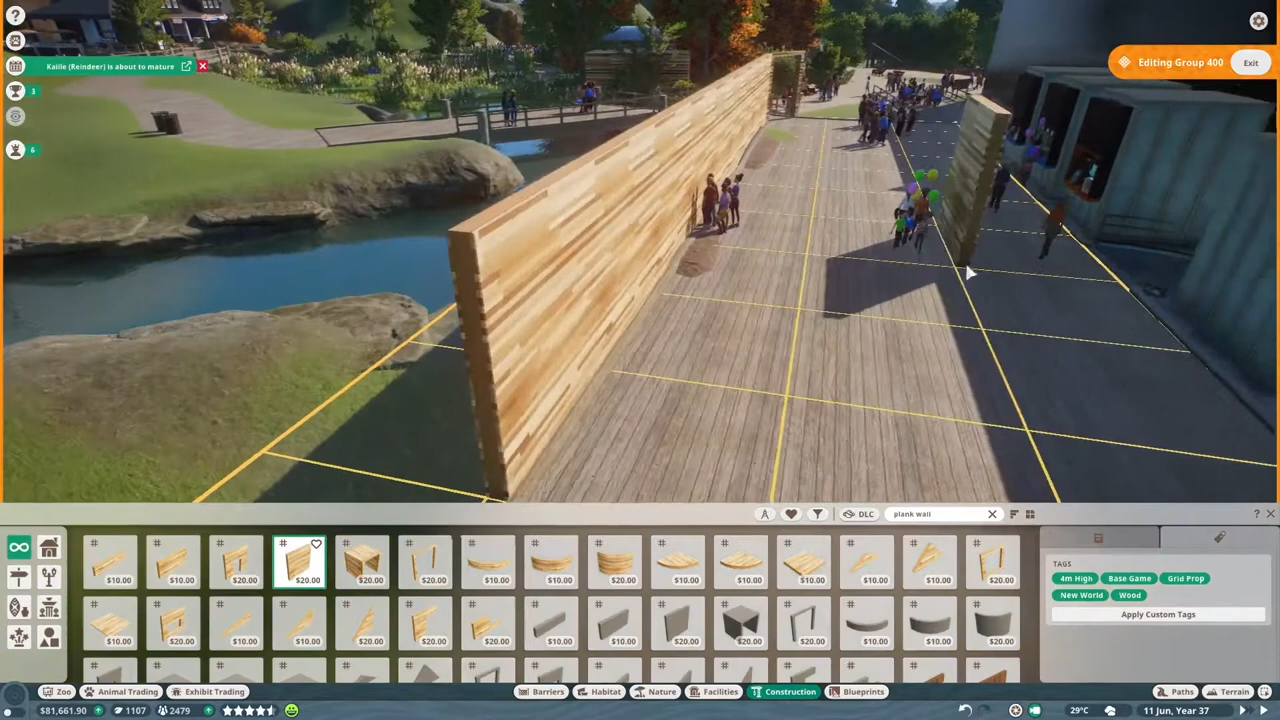 ?
Kaille (Reindeer) is about to mature
3
6
Editing Group 400
Exit
DLC
plank wall
?
$10.00 $10.00 $20.00 $20.00 $20.00 $20.00 $10.00 $10.00 $20.00 $10.00 $10.00 $20.00 $10.00 $20.00 $20.00
$10.00 $20.00 $10.00 $10.00 $20.00 $20.00 $20.00 $10.00 $10.00 $20.00 $20.00 $20.00 $10.00 $10.00 $20.00
TAGS
4m High Base Game Grid Prop
New World Wood
Apply Custom Tags
Zoo Animal Trading Exhibit Trading Barriers Habitat Nature Facilities Construction Blueprints Paths Terrain
$81,661.90 1107 2479 29°C 11 Jun, Year 37